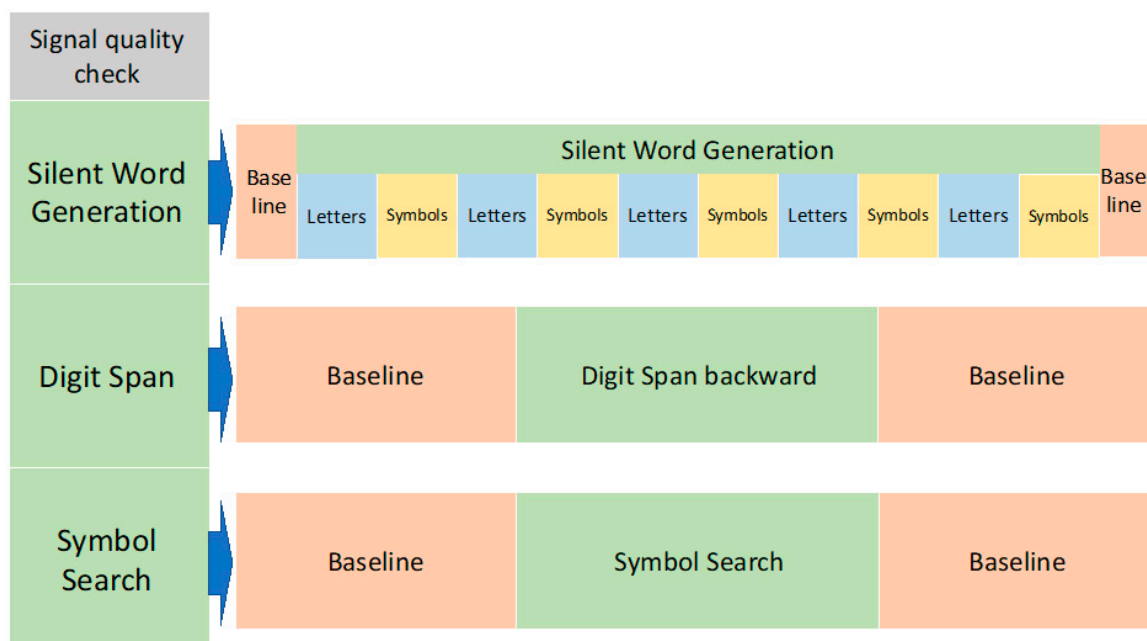 Signal quality
check
Silent Word
Generation
Base
line
Silent Word Generation
Letters
Symbols
Letters
Symbols
Letters
Symbols
Letters
Symbols
Letters
Symbols
Base
line
Digit Span
Baseline
Digit Span backward
Baseline
Symbol
Search
Baseline
Symbol Search
Baseline